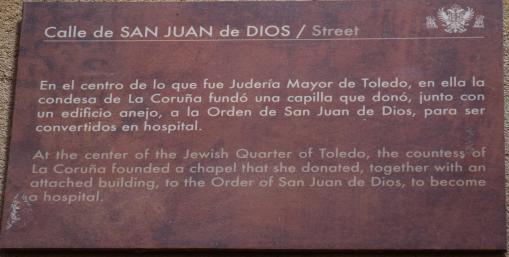 Calle de SAN JUAN de DIOS / Street
En el centro de lo que fue Judería Mayor de Toledo, en ella la
condesa de La Coruña fundó una capilla que donó, junto con
un edificio anejo, a la Orden de San Juan de Dios, para ser
convertidos en hospital.
At the center of the Jewish Quarter of Toledo, the countess of
La Coruña founded a chapel that she donated, together with an
attached building, to the Order of San Juan de Dios, to become
a hospital.